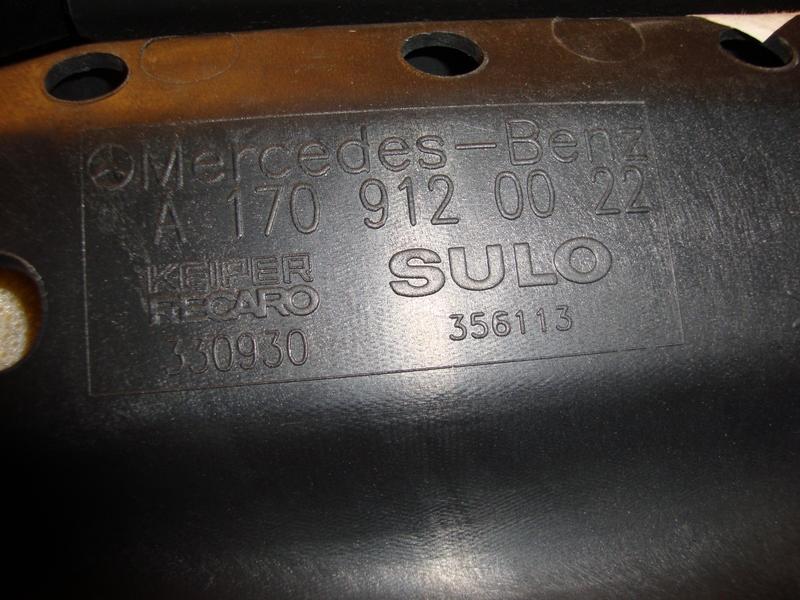 Mercedes-Benz
A 170 912 00 22
KEIPER RECARO
SULO
330930
356113